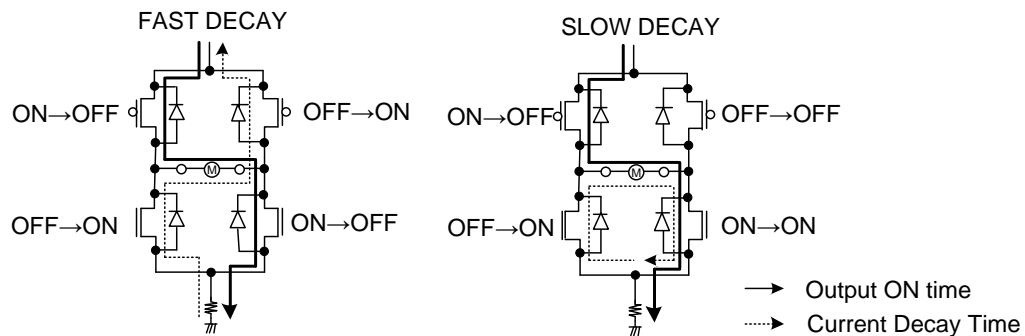 FAST DECAY
SLOW DECAY
ON→OFF
OFF→ON
ON→OFF
OFF→OFF
M
M
OFF→ON
ON→OFF
OFF→ON
ON→ON
Output ON time
Current Decay Time